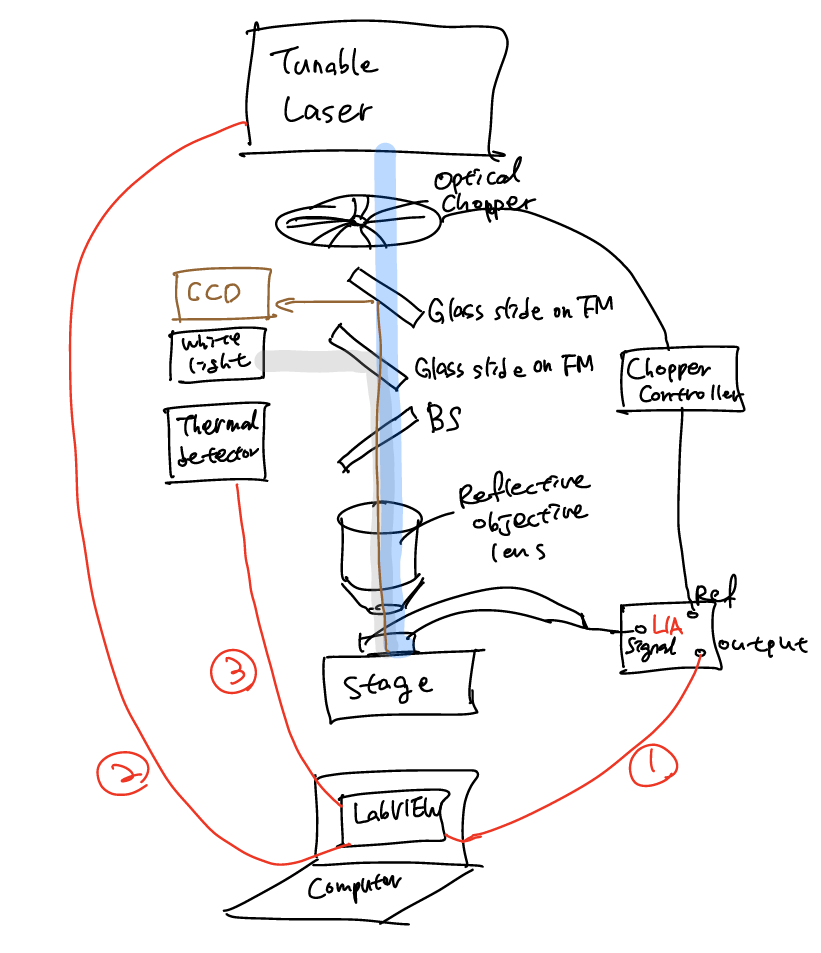 Tunable
Laser
Optical
Chopper
CCD
Glass slide on FM
White
light
Glass slide on FM
Chopper
Controller
BS
Thermal
detector
Reflective
objective
lens
Ref
LIA
Signal
output
Stage
③
②
①
LabVIEW
Computer